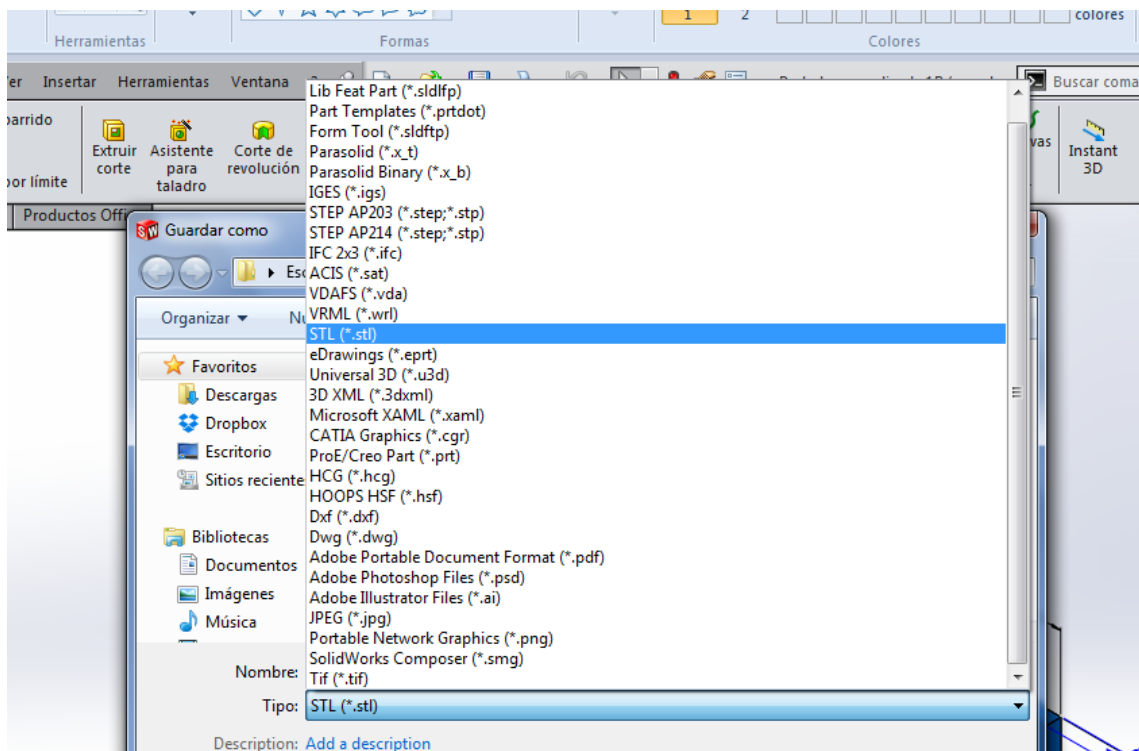 1 2 colores
Herramientas Formas Colores
er Insertar Herramientas Ventana ?
Buscar coma
barrido
por límite
Extruir corte
Asistente para taladro
Corte de revolución
vas
Instant 3D
Productos Offi
Guardar como
Esc
Organizar Nu
Favoritos
Descargas
Dropbox
Escritorio
Sitios reciente
Bibliotecas
Documentos
Imágenes
Música
Lib Feat Part (*.sldlfp)
Part Templates (*.prtdot)
Form Tool (*.sldftp)
Parasolid (*.x_t)
Parasolid Binary (*.x_b)
IGES (*.igs)
STEP AP203 (*.step;*.stp)
STEP AP214 (*.step;*.stp)
IFC 2x3 (*.ifc)
ACIS (*.sat)
VDAFS (*.vda)
VRML (*.wrl)
STL (*.stl)
eDrawings (*.eprt)
Universal 3D (*.u3d)
3D XML (*.3dxml)
Microsoft XAML (*.xaml)
CATIA Graphics (*.cgr)
ProE/Creo Part (*.prt)
HCG (*.hcg)
HOOPS HSF (*.hsf)
Dxf (*.dxf)
Dwg (*.dwg)
Adobe Portable Document Format (*.pdf)
Adobe Photoshop Files (*.psd)
Adobe Illustrator Files (*.ai)
JPEG (*.jpg)
Portable Network Graphics (*.png)
SolidWorks Composer (*.smg)
Tif (*.tif)
Nombre:
Tipo: STL (*.stl)
Description: Add a description